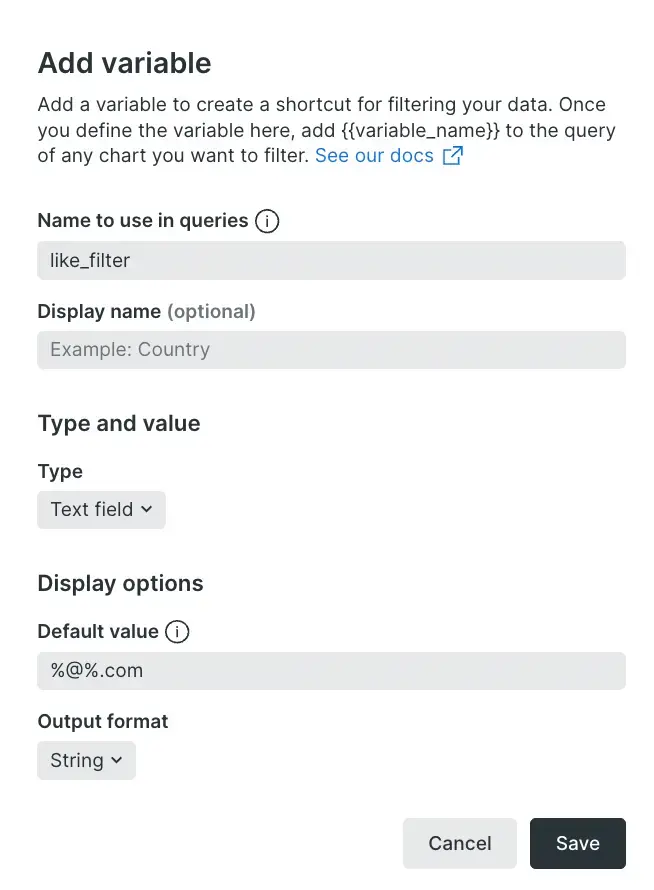 Add variable
Add a variable to create a shortcut for filtering your data. Once
you define the variable here, add {{variable_name}} to the query
of any chart you want to filter. See our docs
Name to use in queries
like_filter
Display name (optional)
Example: Country
Type and value
Type
Text field
Display options
Default value
%@%.com
Output format
String
Cancel Save